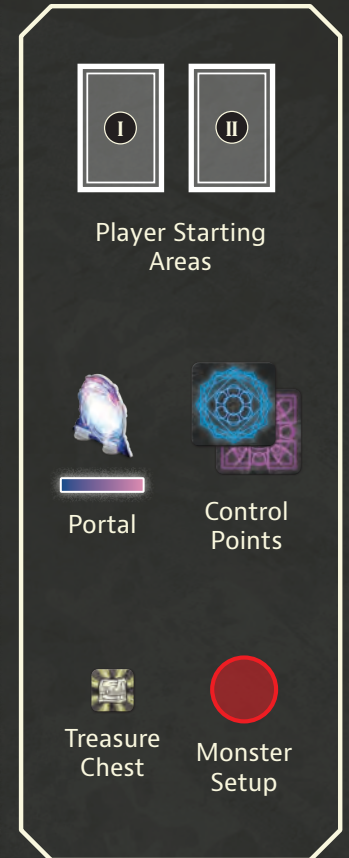 I II
Player Starting
Areas
Portal
Control
Points
Treasure
Chest
Monster
Setup